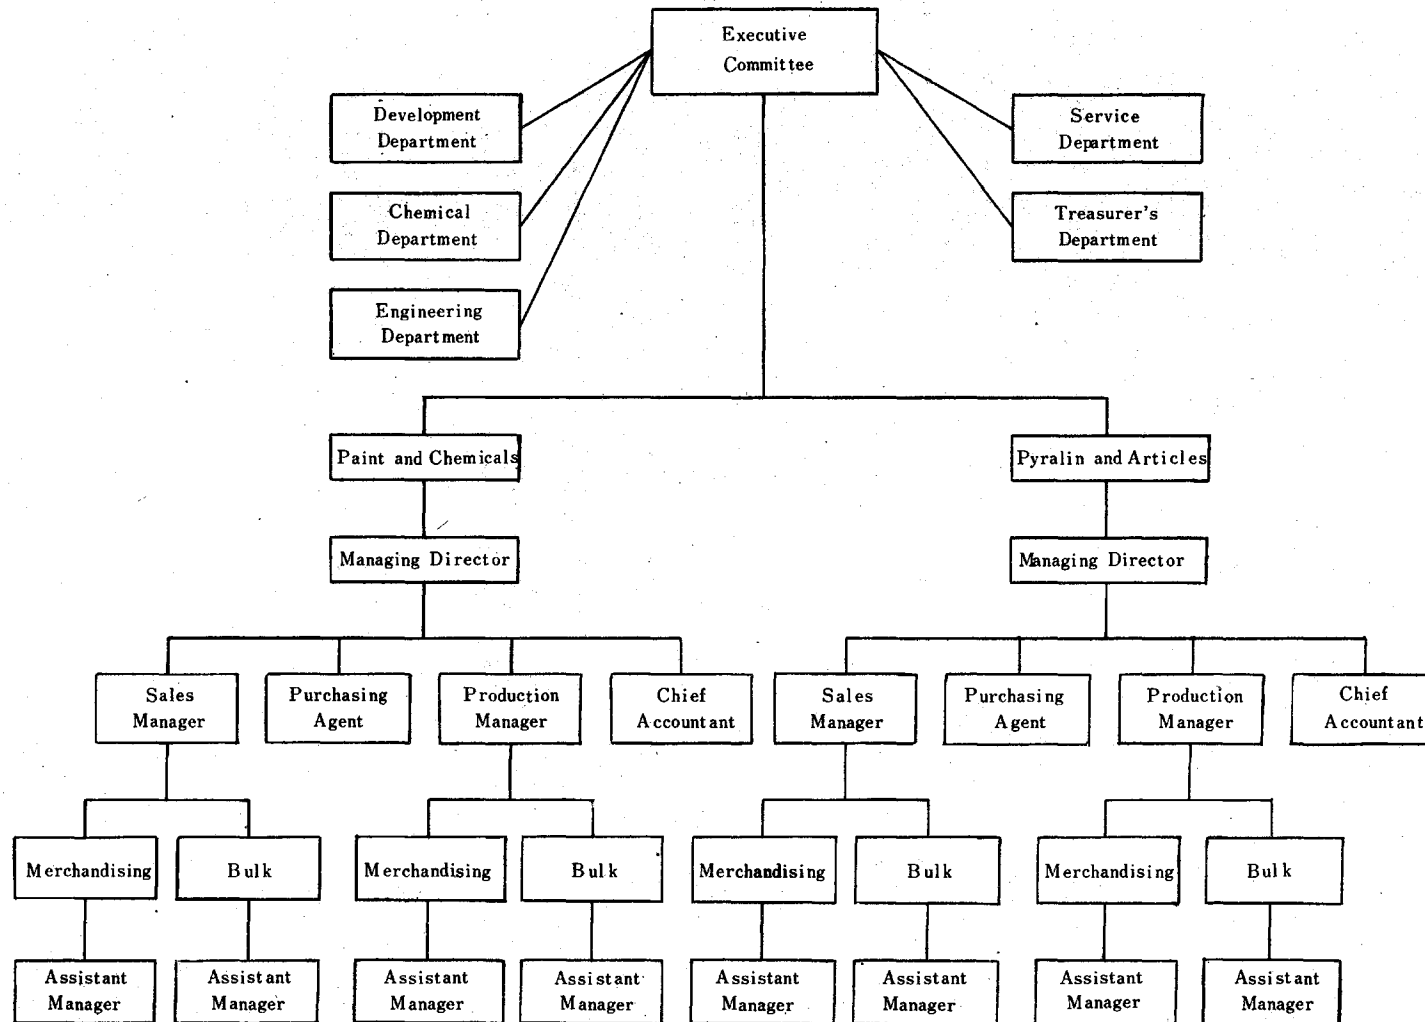 Executive
Committee
Development
Department
Service
Department
Chemical
Department
Treasurer's
Department
Engineering
Department
Paint and Chemicals
Pyralin and Articles
Managing Director
Managing Director
Sales
Manager
Purchasing
Agent
Production
Manager
Chief
Accountant
Sales
Manager
Purchasing
Agent
Production
Manager
Chief
Accountant
Merchandising
Bulk
Merchandising
Bulk
Merchandising
Bulk
Merchandising
Bulk
Assistant
Manager
Assistant
Manager
Assistant
Manager
Assistant
Manager
Assistant
Manager
Assistant
Manager
Assistant
Manager
Assistant
Manager